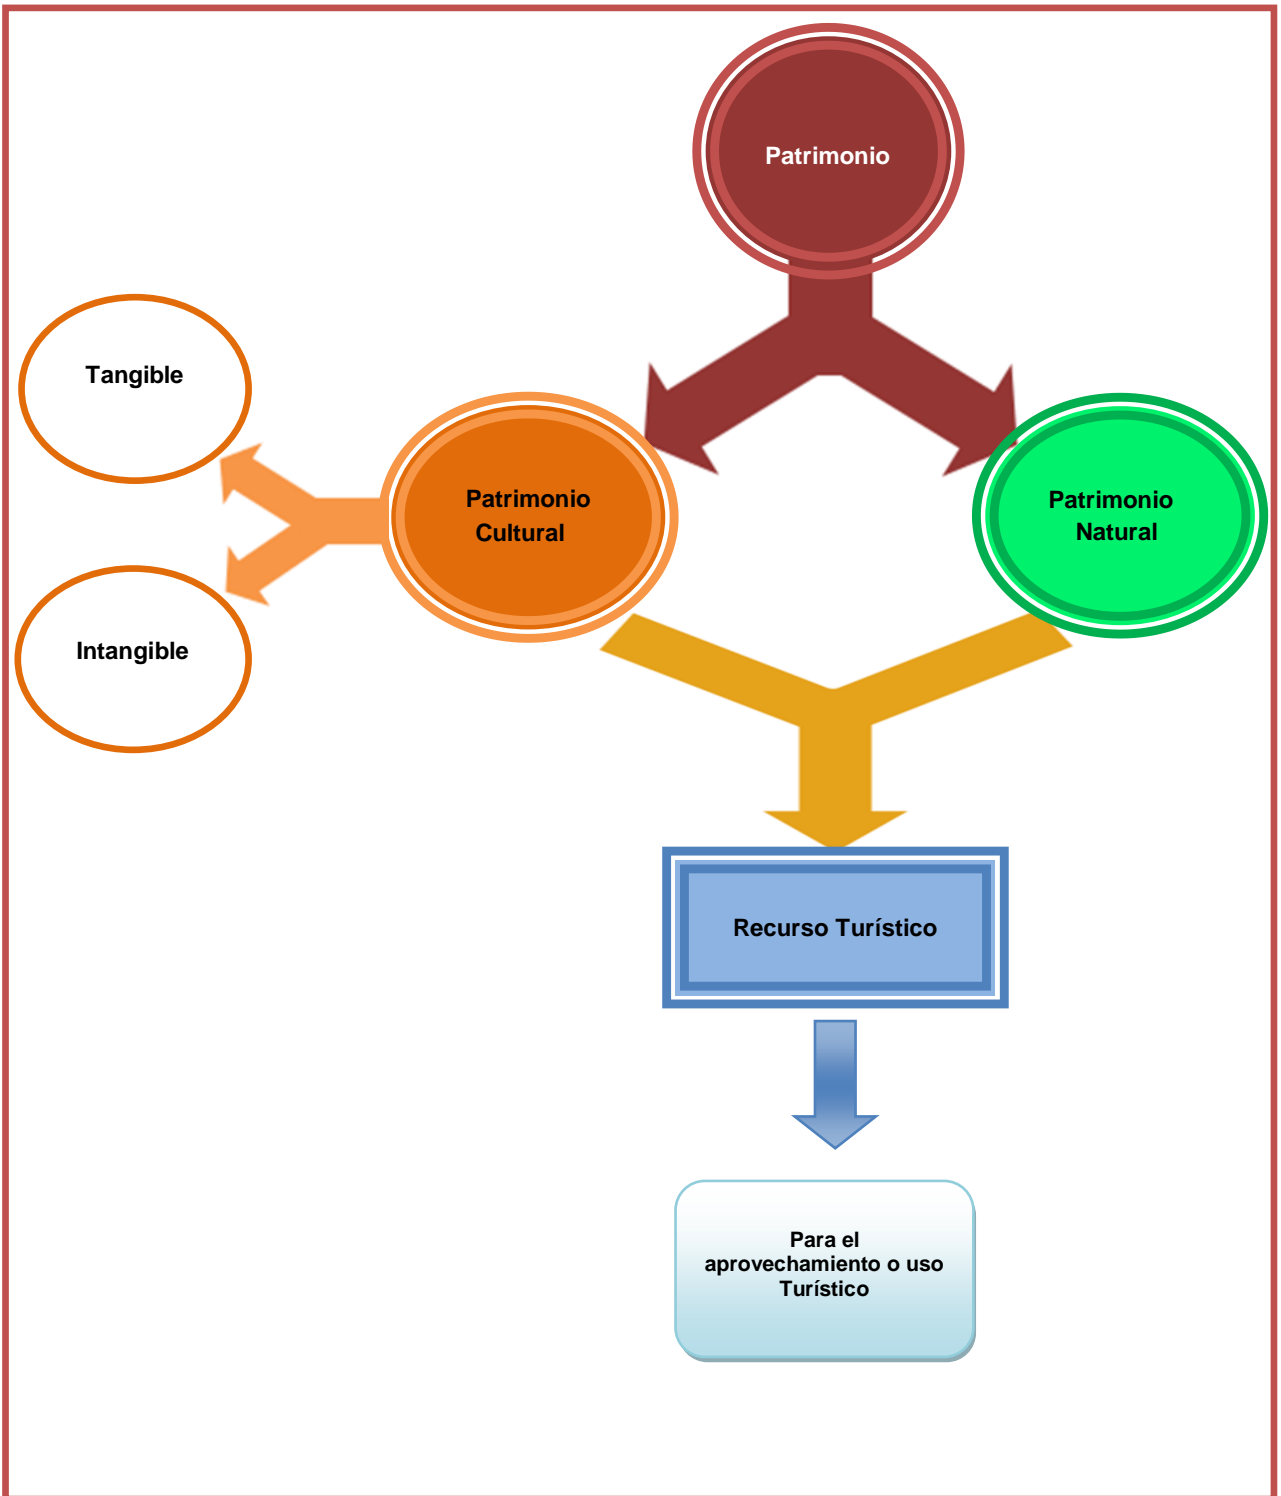 Patrimonio
Tangible
Patrimonio
Cultural
Patrimonio
Natural
Intangible
Recurso Turístico
Para el
aprovechamiento o uso
Turístico